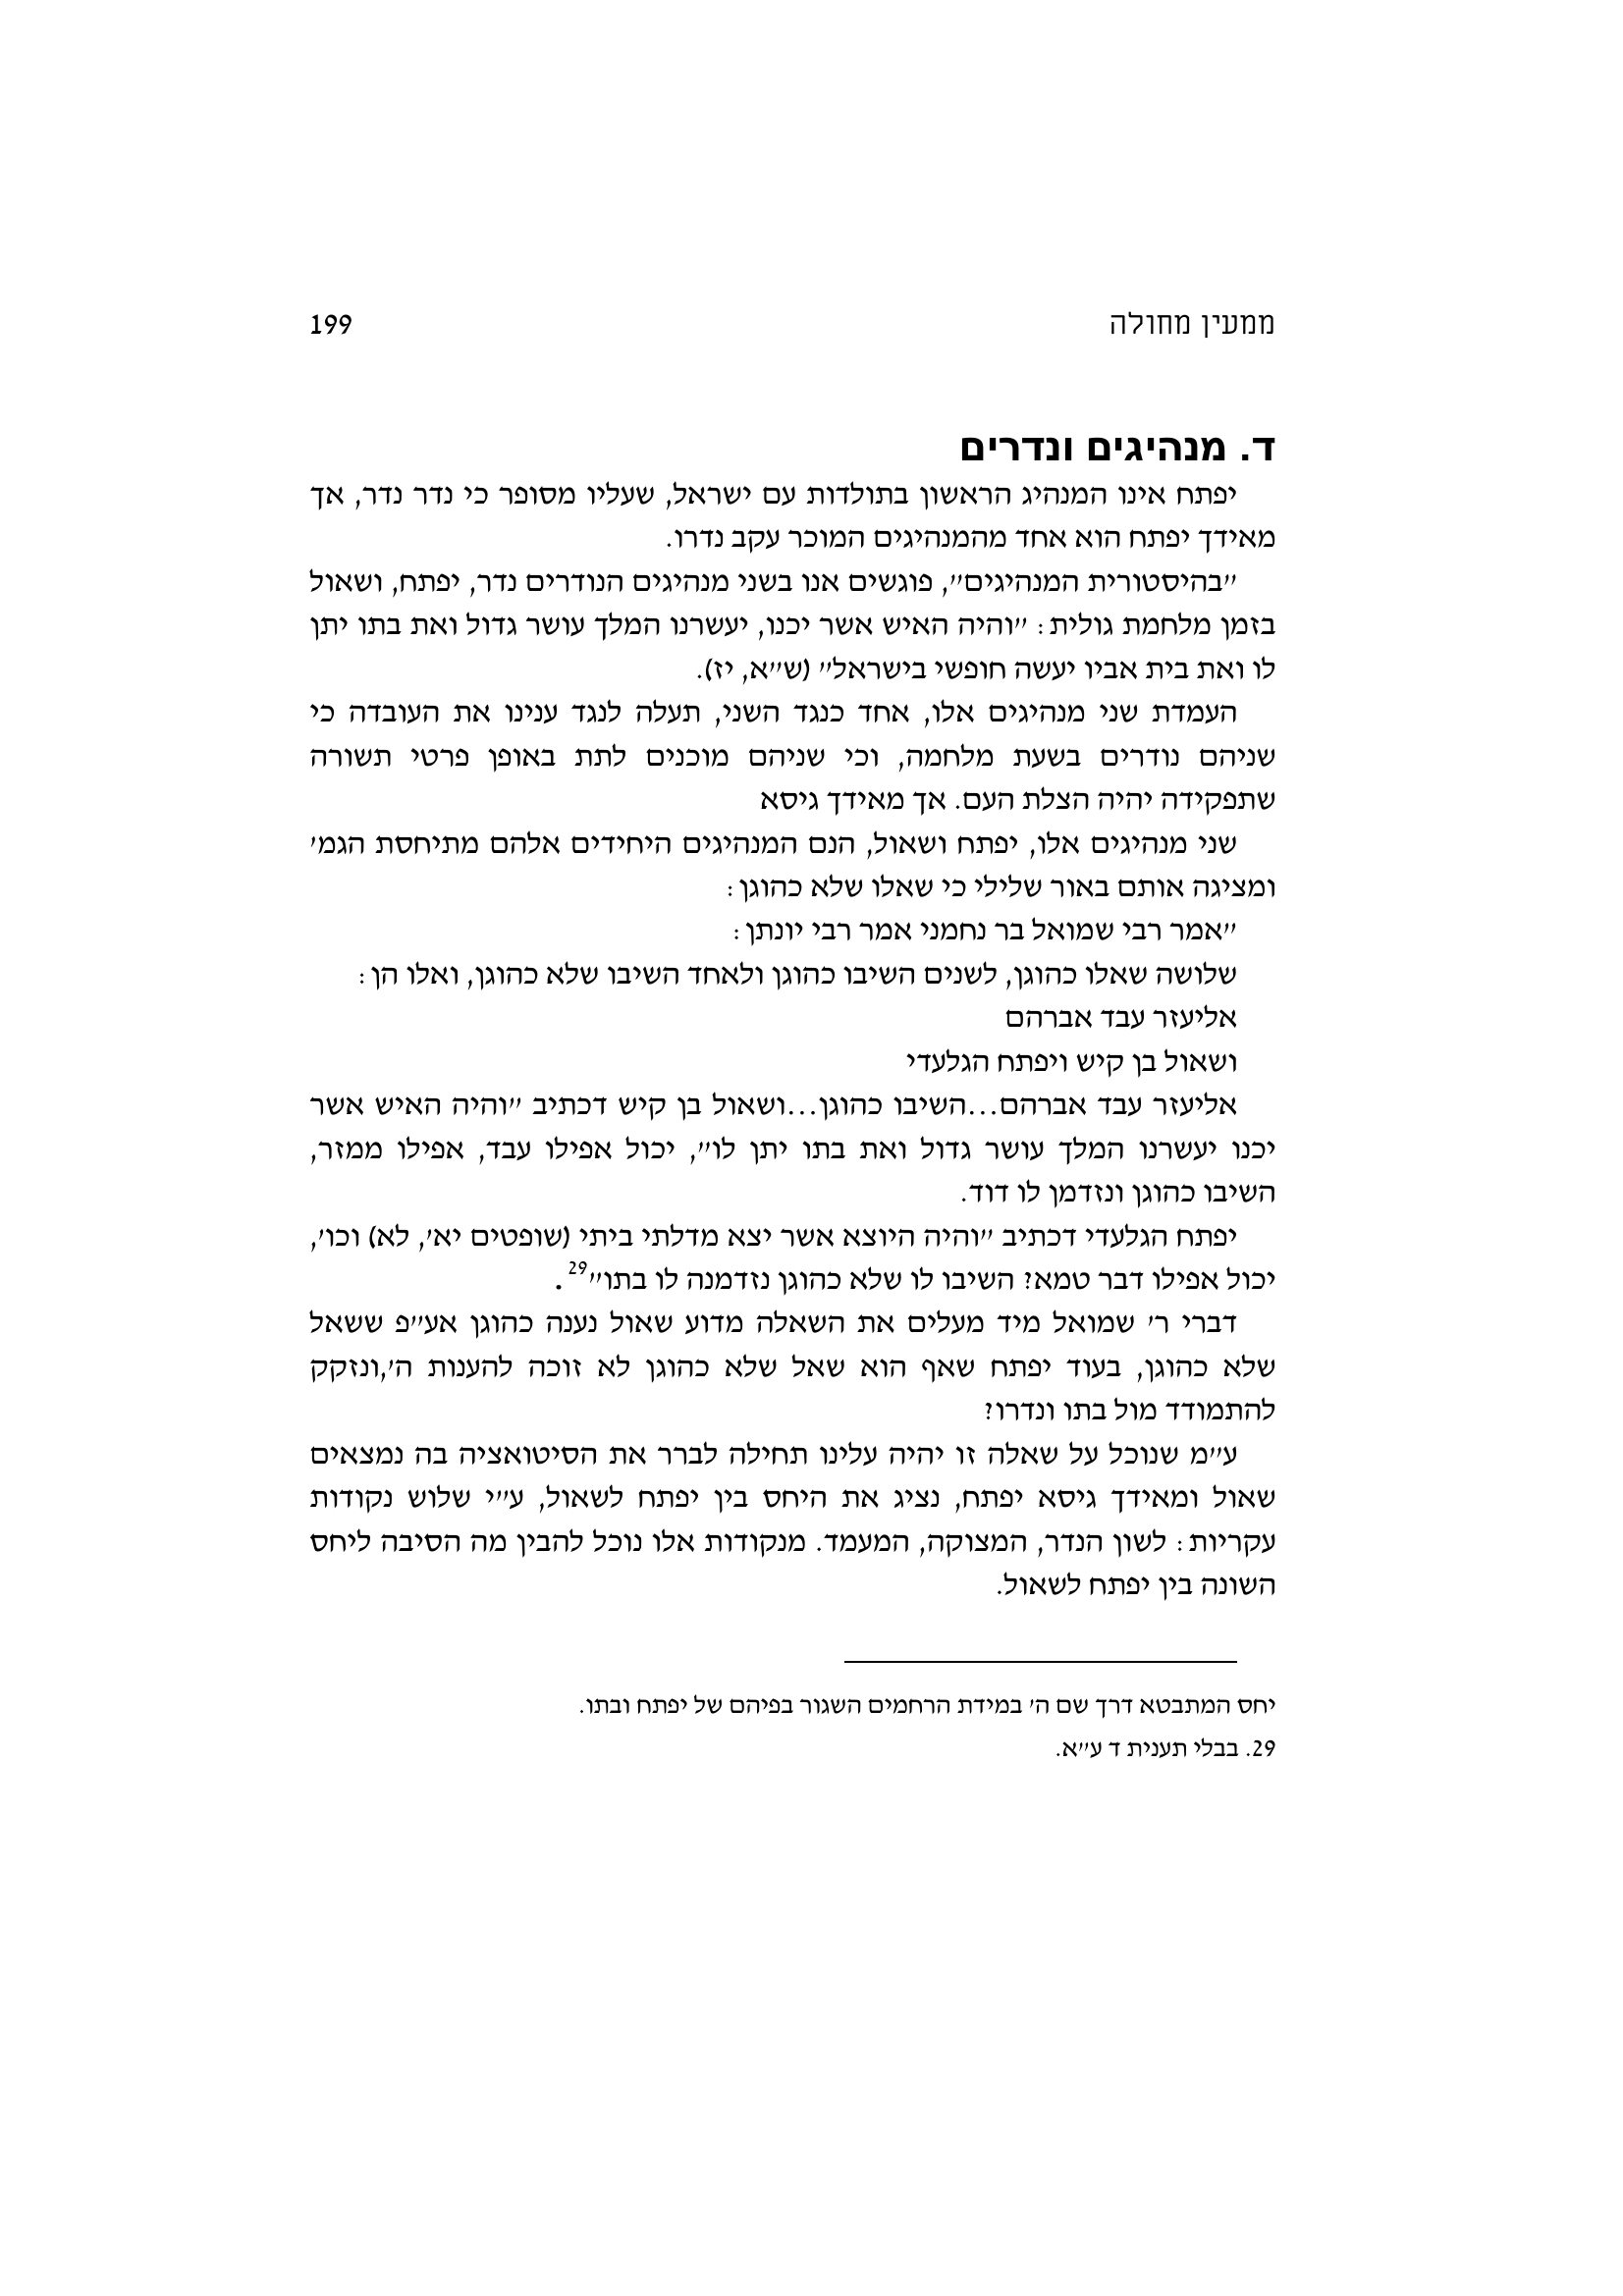 ממעין מחולה 199
ד. מנהיגים ונדרים
יפתח אינו המנהיג הראשון בתולדות עם ישראל, שעליו מסופר כי נדר נדר, אך
מאידך יפתח הוא אחד מהמנהיגים המוכר עקב נדרו.
״בהיסטורית המנהיגים״, פוגשים אנו בשני מנהיגים הנודרים נדר, יפתח, ושאול
בזמן מלחמת גולית: ״והיה האיש אשר יכנו, יעשרנו המלך עושר גדול ואת בתו יתן
לו ואת בית אביו יעשה חופשי בישראל״ (ש״א, יז).
העמדת שני מנהיגים אלו, אחד כנגד השני, תעלה לנגד ענינו את העובדה כי
שניהם נודרים בשעת מלחמה, וכי שניהם מוכנים לתת באופן פרטי תשורה
שתפקידה יהיה הצלת העם. אך מאידך גיסא
שני מנהיגים אלו, יפתח ושאול, הנם המנהיגים היחידים אלהם מתיחסת הגמ׳
ומציגה אותם באור שלילי כי שאלו שלא כהוגן:
״אמר רבי שמואל בר נחמני אמר רבי יונתן:
שלושה שאלו כהוגן, לשנים השיבו כהוגן ולאחד השיבו שלא כהוגן, ואלו הן:
אליעזר עבד אברהם
ושאול בן קיש ויפתח הגלעדי
אליעזר עבד אברהם...השיבו כהוגן...ושאול בן קיש דכתיב ״והיה האיש אשר
יכנו יעשרנו המלך עושר גדול ואת בתו יתן לו״, יכול אפילו עבד, אפילו ממזר,
השיבו כהוגן ונזדמן לו דוד.
יפתח הגלעדי דכתיב ״והיה היוצא אשר יצא מדלתי ביתי (שופטים יא׳, לא) וכו׳,
יכול אפילו דבר טמא? השיבו לו שלא כהוגן נזדמנה לו בתו״29.
דברי ר׳ שמואל מיד מעלים את השאלה מדוע שאול נענה כהוגן אע״פ ששאל
שלא כהוגן, בעוד יפתח שאף הוא שאל שלא כהוגן לא זוכה להענות ה׳,ונזקק
להתמודד מול בתו ונדרו?
ע״מ שנוכל על שאלה זו יהיה עלינו תחילה לברר את הסיטואציה בה נמצאים
שאול ומאידך גיסא יפתח, נציג את היחס בין יפתח לשאול, ע״י שלוש נקודות
עקריות: לשון הנדר, המצוקה, המעמד. מנקודות אלו נוכל להבין מה הסיבה ליחס
השונה בין יפתח לשאול.
יחס המתבטא דרך שם ה׳ במידת הרחמים השגור בפיהם של יפתח ובתו.
29. בבלי תענית ד ע״א.